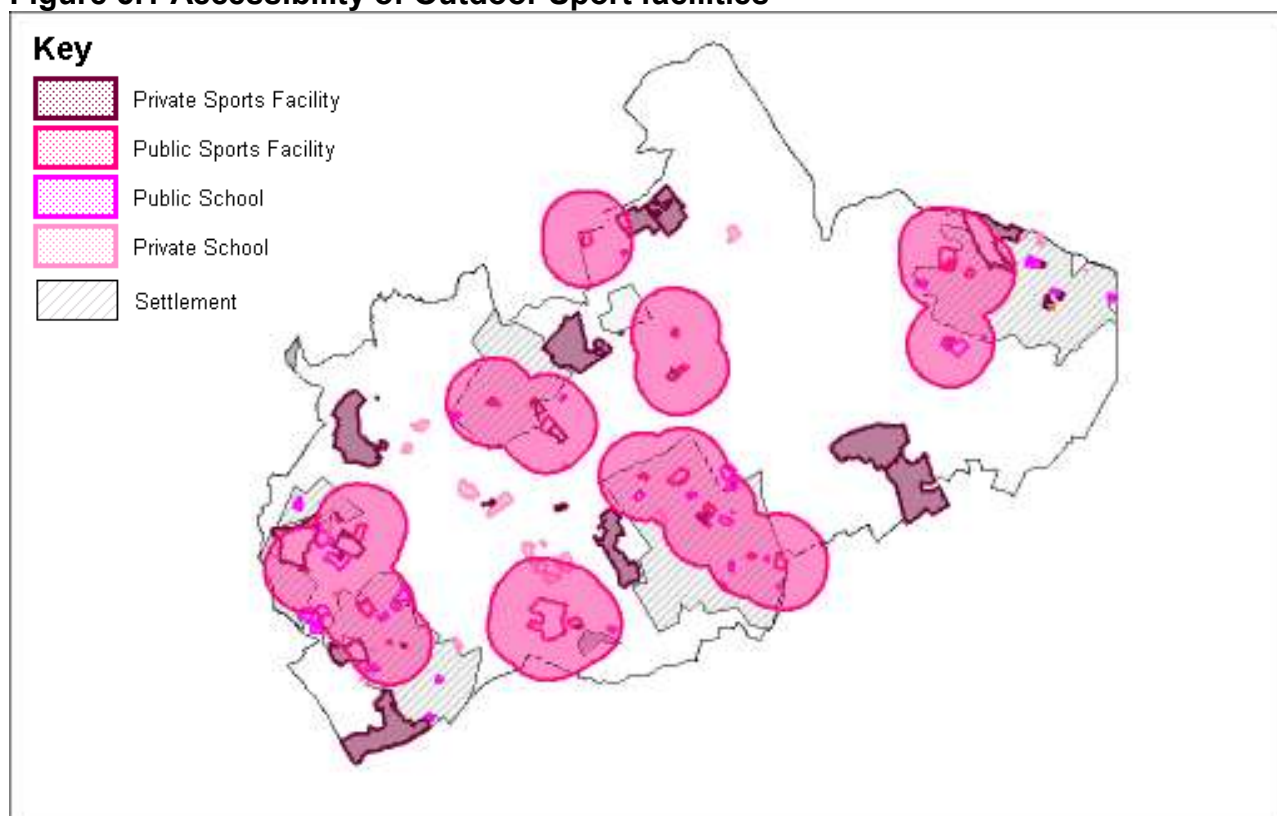 Key
Private Sports Facility
Public Sports Facility
Public School
Private School
Settlement